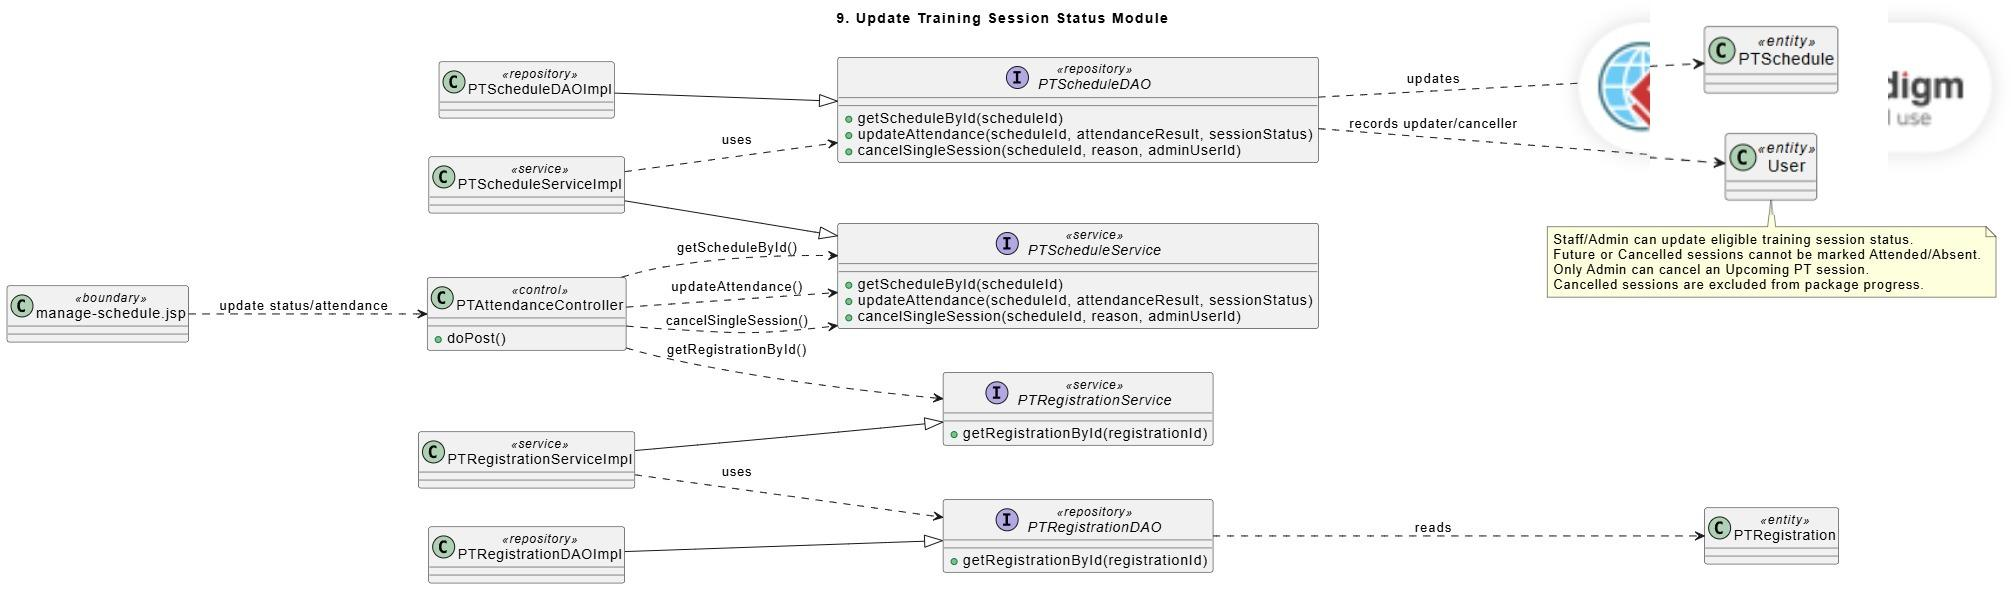 9. Update Training Session Status Module
«repository»
PTScheduleDAOImpl
«repository»
PTScheduleDAO
getScheduleById(scheduleId)
updateAttendance(scheduleId, attendanceResult, sessionStatus)
cancelSingleSession(scheduleId, reason, adminUserId)
updates
records updater/canceller
«entity»
PTSchedule
digm
use
«entity»
User
uses
«service»
PTScheduleServiceImpl
«service»
PTScheduleService
getScheduleById(scheduleId)
updateAttendance(scheduleId, attendanceResult, sessionStatus)
cancelSingleSession(scheduleId, reason, adminUserId)
Staff/Admin can update eligible training session status.
Future or Cancelled sessions cannot be marked Attended/Absent.
Only Admin can cancel an Upcoming PT session.
Cancelled sessions are excluded from package progress.
«boundary»
manage-schedule.jsp
update status/attendance
«control»
PTAttendanceController
doPost()
getScheduleById()
updateAttendance()
cancelSingleSession()
getRegistrationById()
«service»
PTRegistrationService
getRegistrationById(registrationId)
«service»
PTRegistrationServiceImpl
uses
«repository»
PTRegistrationDAO
getRegistrationById(registrationId)
«repository»
PTRegistrationDAOImpl
reads
«entity»
PTRegistration
C
C
C
C
C
C
C
C
C
I
I
I
I